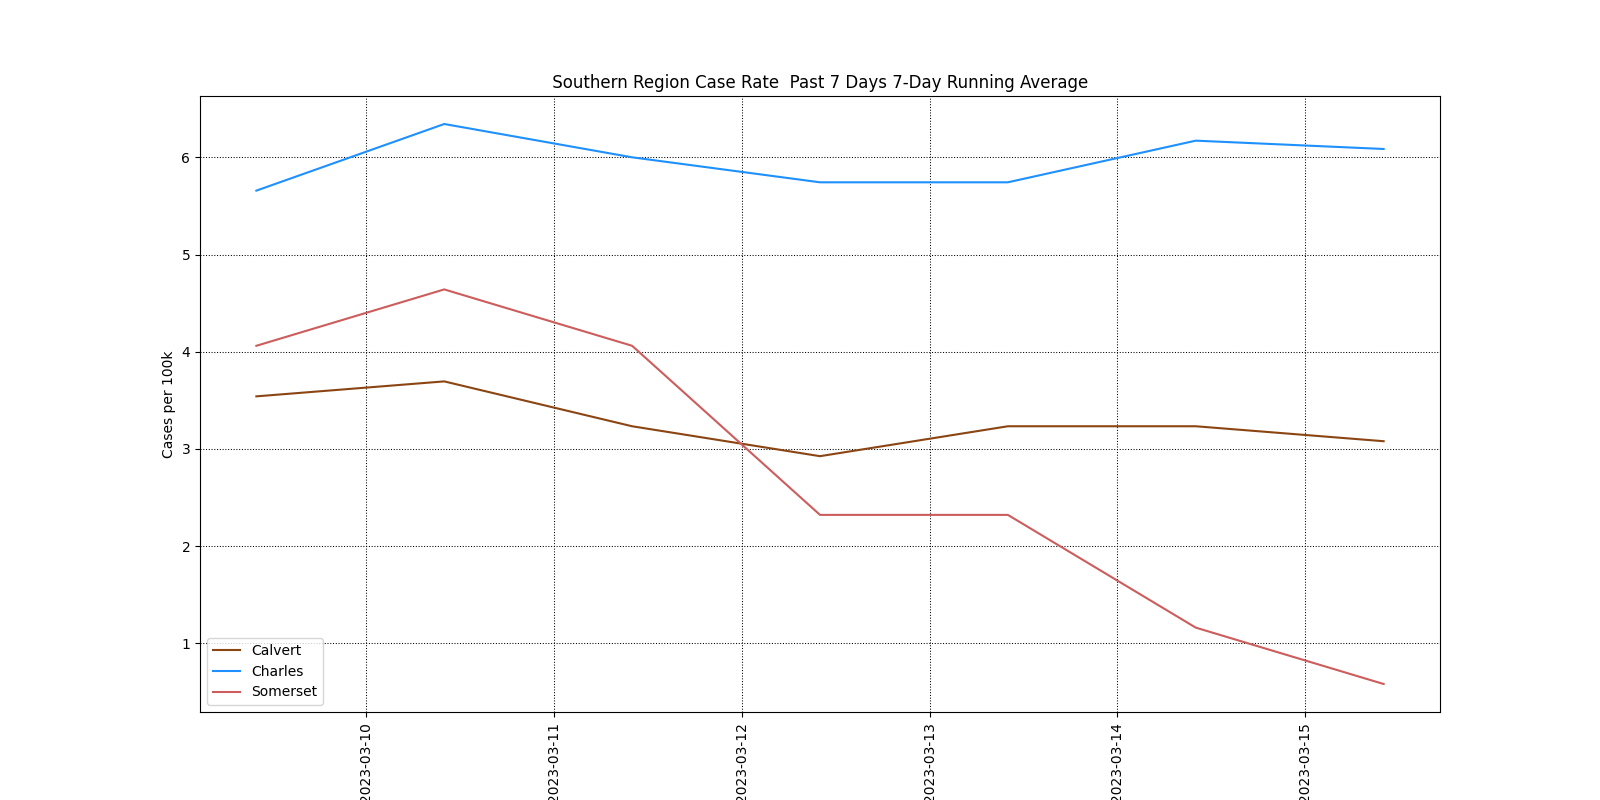 Southern Region Case Rate  Past 7 Days 7-Day Running Average
Cases per 100k
6
5
4
3
2
1
Calvert
Charles
Somerset
2023-03-10
2023-03-11
2023-03-12
2023-03-13
2023-03-14
2023-03-15